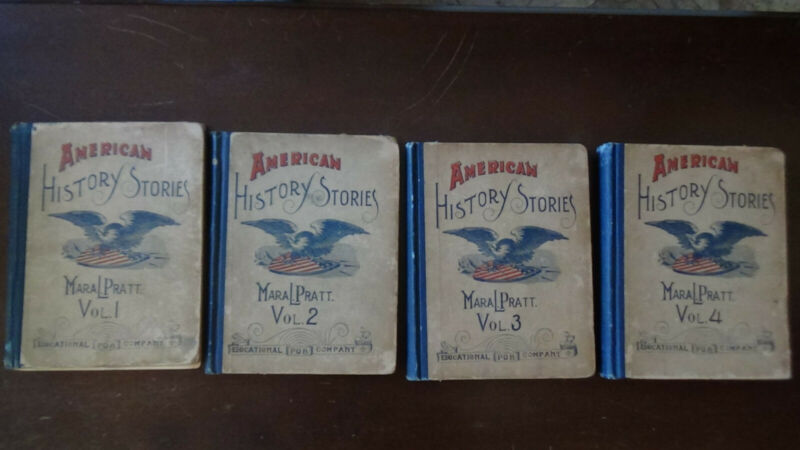 AMERICAN
HISTORY STORIES
MARA L. PRATT.
VOL. 1
EDUCATIONAL PUB. COMPANY
AMERICAN
HISTORY STORIES
MARA L. PRATT.
VOL. 2
EDUCATIONAL PUB. COMPANY
AMERICAN
HISTORY STORIES
MARA L. PRATT.
VOL. 3
EDUCATIONAL PUB. COMPANY
AMERICAN
HISTORY STORIES
MARA L. PRATT.
VOL. 4
EDUCATIONAL PUB. COMPANY